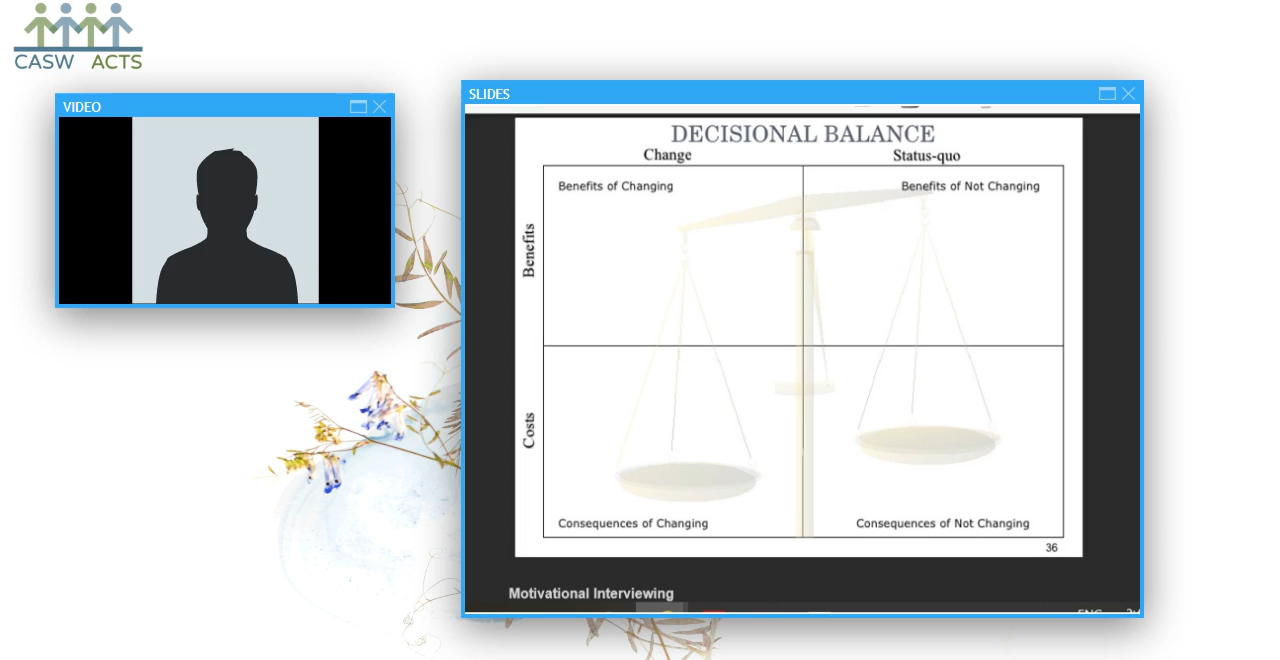 CASW ACTS
VIDEO
SLIDES
DECISIONAL BALANCE
Change Status-quo
Benefits of Changing Benefits of Not Changing
Benefits
Costs
Consequences of Changing Consequences of Not Changing
36
Motivational Interviewing